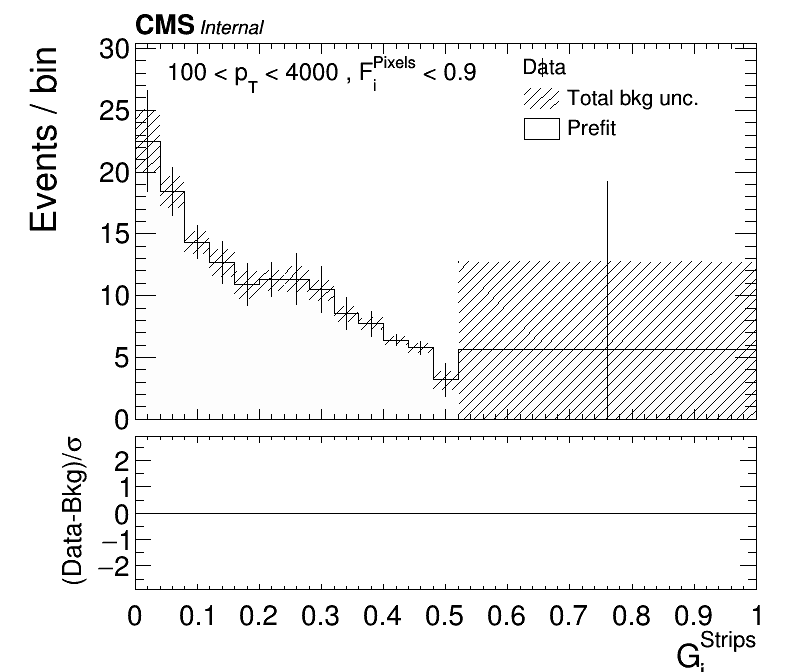 CMS Internal
Events / bin
30
25
20
15
10
5
0
100 < p_T < 4000 , F_i^Pixels < 0.9
Data
Total bkg unc.
Prefit
(Data-Bkg)/σ
2
1
0
−1
−2
0 0.1 0.2 0.3 0.4 0.5 0.6 0.7 0.8 0.9 1
G_i^Strips